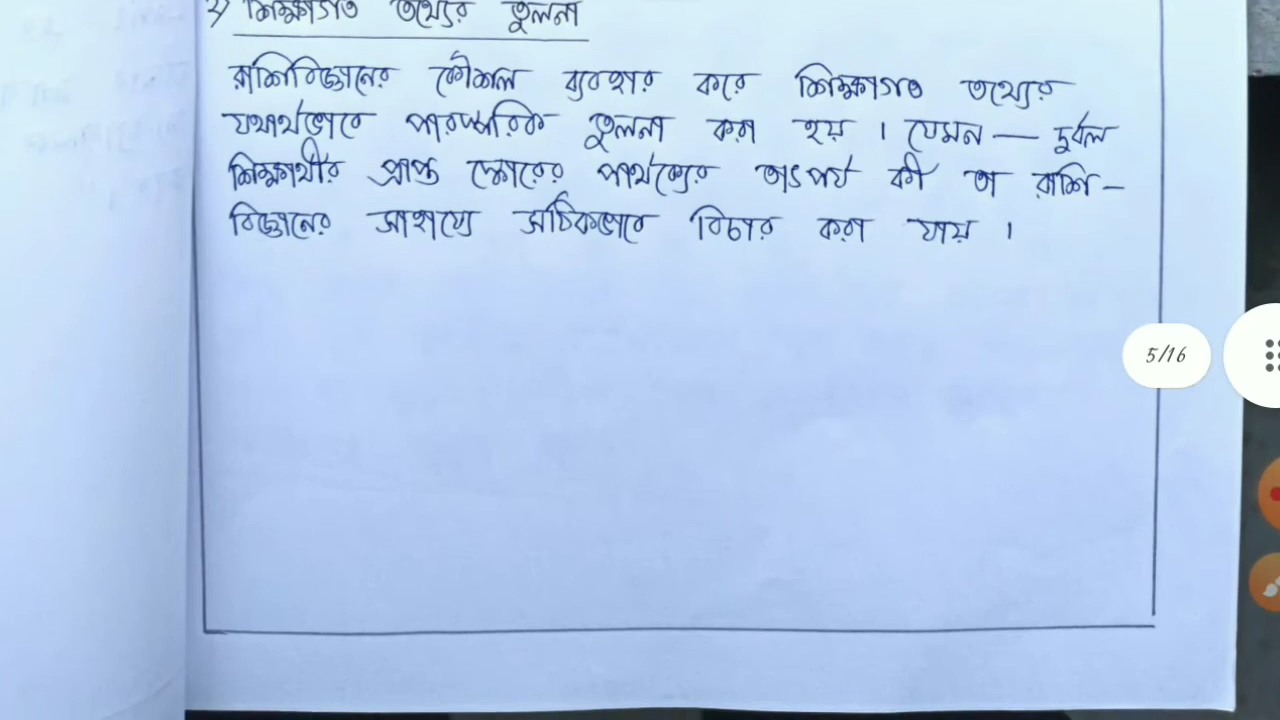 ২) শিক্ষাগত তথ্যের তুলনা
রাশিবিজ্ঞানের কৌশল ব্যবহার করে শিক্ষাগত তথ্যের
যথার্থভাবে পারস্পরিক তুলনা করা হয় । যেমন — দুর্বল
শিক্ষার্থীর প্রাপ্ত স্কোরের পার্থক্যের তাৎপর্য কী তা রাশি –
বিজ্ঞানের সাহায্যে সঠিকভাবে বিচার করা যায় ।
5/16